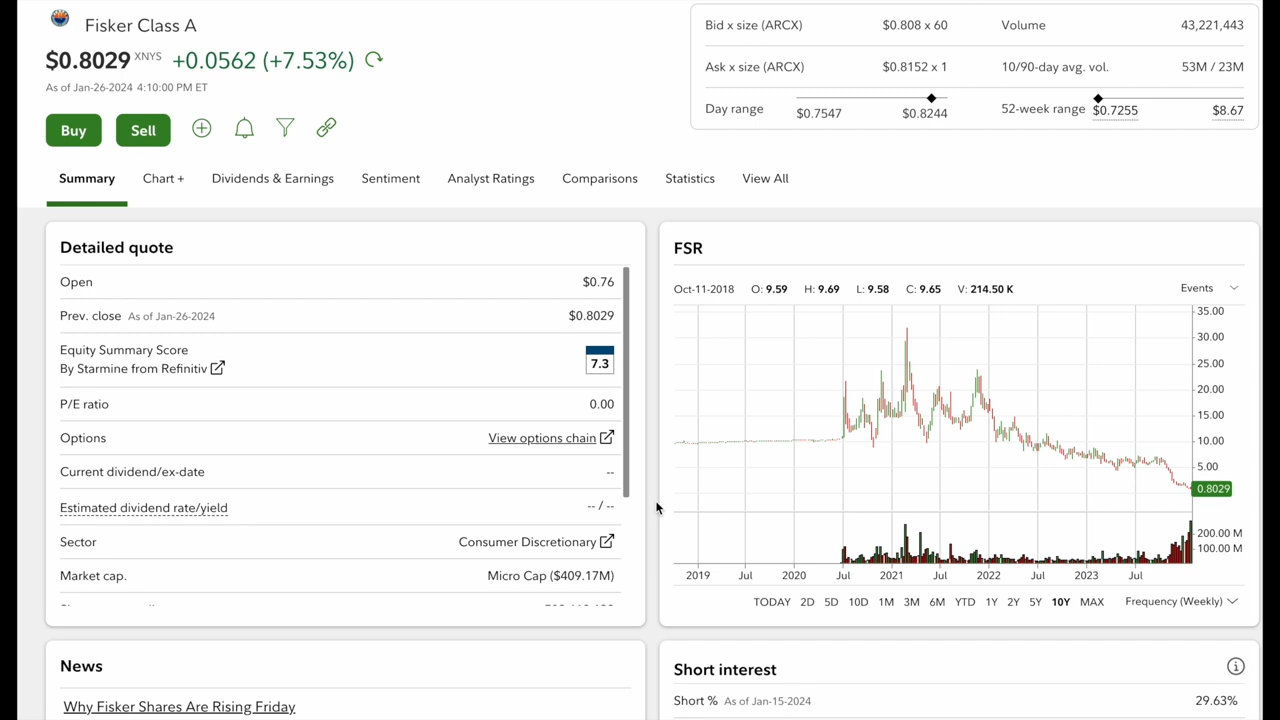 Fisker Class A
$0.8029 XNYS +0.0562 (+7.53%)
As of Jan-26-2024 4:10:00 PM ET
Buy Sell
Bid x size (ARCX) $0.808 x 60 Volume 43,221,443
Ask x size (ARCX) $0.8152 x 1 10/90-day avg. vol. 53M / 23M
Day range $0.7547 $0.8244 52-week range $0.7255 $8.67
Summary Chart + Dividends & Earnings Sentiment Analyst Ratings Comparisons Statistics View All
Detailed quote
Open $0.76
Prev. close As of Jan-26-2024 $0.8029
Equity Summary Score
By Starmine from Refinitiv 7.3
P/E ratio 0.00
Options View options chain
Current dividend/ex-date --
Estimated dividend rate/yield -- / --
Sector Consumer Discretionary
Market cap. Micro Cap ($409.17M)
FSR
Oct-11-2018 O: 9.59 H: 9.69 L: 9.58 C: 9.65 V: 214.50 K Events
35.00
30.00
25.00
20.00
15.00
10.00
5.00
0.8029
200.00 M
100.00 M
2019 Jul 2020 Jul 2021 Jul 2022 Jul 2023 Jul
TODAY 2D 5D 10D 1M 3M 6M YTD 1Y 2Y 5Y 10Y MAX Frequency (Weekly)
News
Why Fisker Shares Are Rising Friday
Short interest
Short % As of Jan-15-2024 29.63%